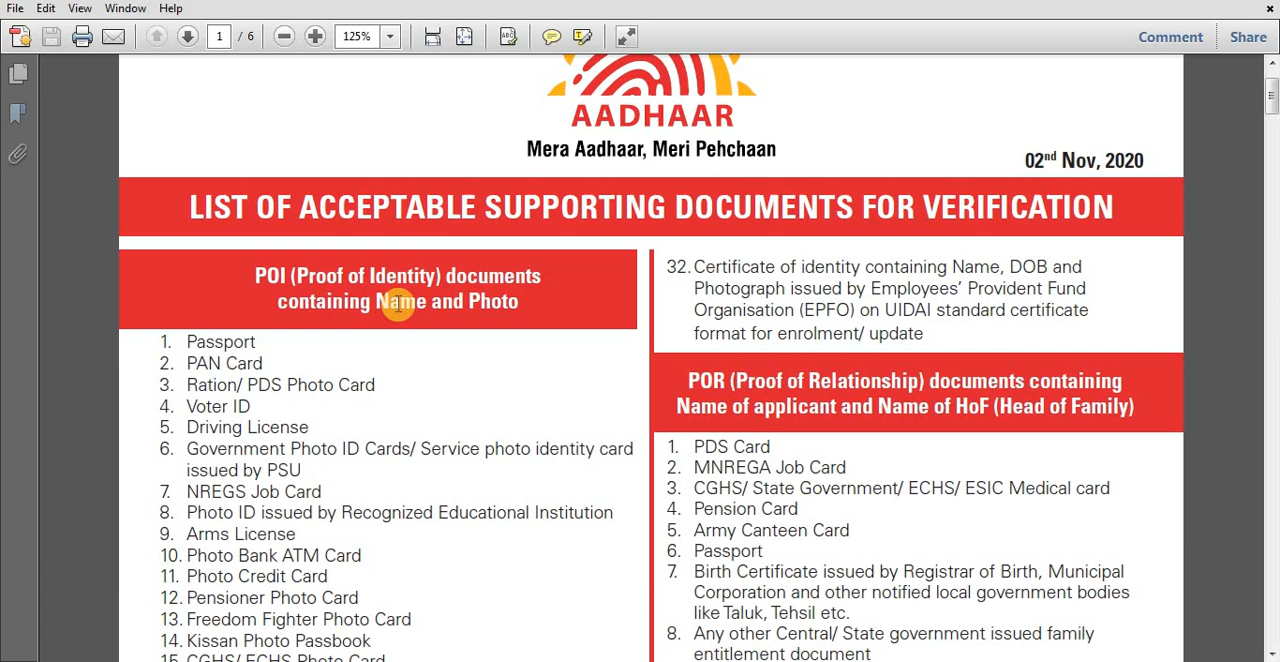 File Edit View Window Help
1 / 6 125% Comment Share
AADHAAR
Mera Aadhaar, Meri Pehchaan
02nd Nov, 2020
LIST OF ACCEPTABLE SUPPORTING DOCUMENTS FOR VERIFICATION
POI (Proof of Identity) documents
containing Name and Photo
1. Passport
2. PAN Card
3. Ration/ PDS Photo Card
4. Voter ID
5. Driving License
6. Government Photo ID Cards/ Service photo identity card
issued by PSU
7. NREGS Job Card
8. Photo ID issued by Recognized Educational Institution
9. Arms License
10. Photo Bank ATM Card
11. Photo Credit Card
12. Pensioner Photo Card
13. Freedom Fighter Photo Card
14. Kissan Photo Passbook
15. CGHS/ ECHS Photo Card
32. Certificate of identity containing Name, DOB and
Photograph issued by Employees' Provident Fund
Organisation (EPFO) on UIDAI standard certificate
format for enrolment/ update
POR (Proof of Relationship) documents containing
Name of applicant and Name of HoF (Head of Family)
1. PDS Card
2. MNREGA Job Card
3. CGHS/ State Government/ ECHS/ ESIC Medical card
4. Pension Card
5. Army Canteen Card
6. Passport
7. Birth Certificate issued by Registrar of Birth, Municipal
Corporation and other notified local government bodies
like Taluk, Tehsil etc.
8. Any other Central/ State government issued family
entitlement document